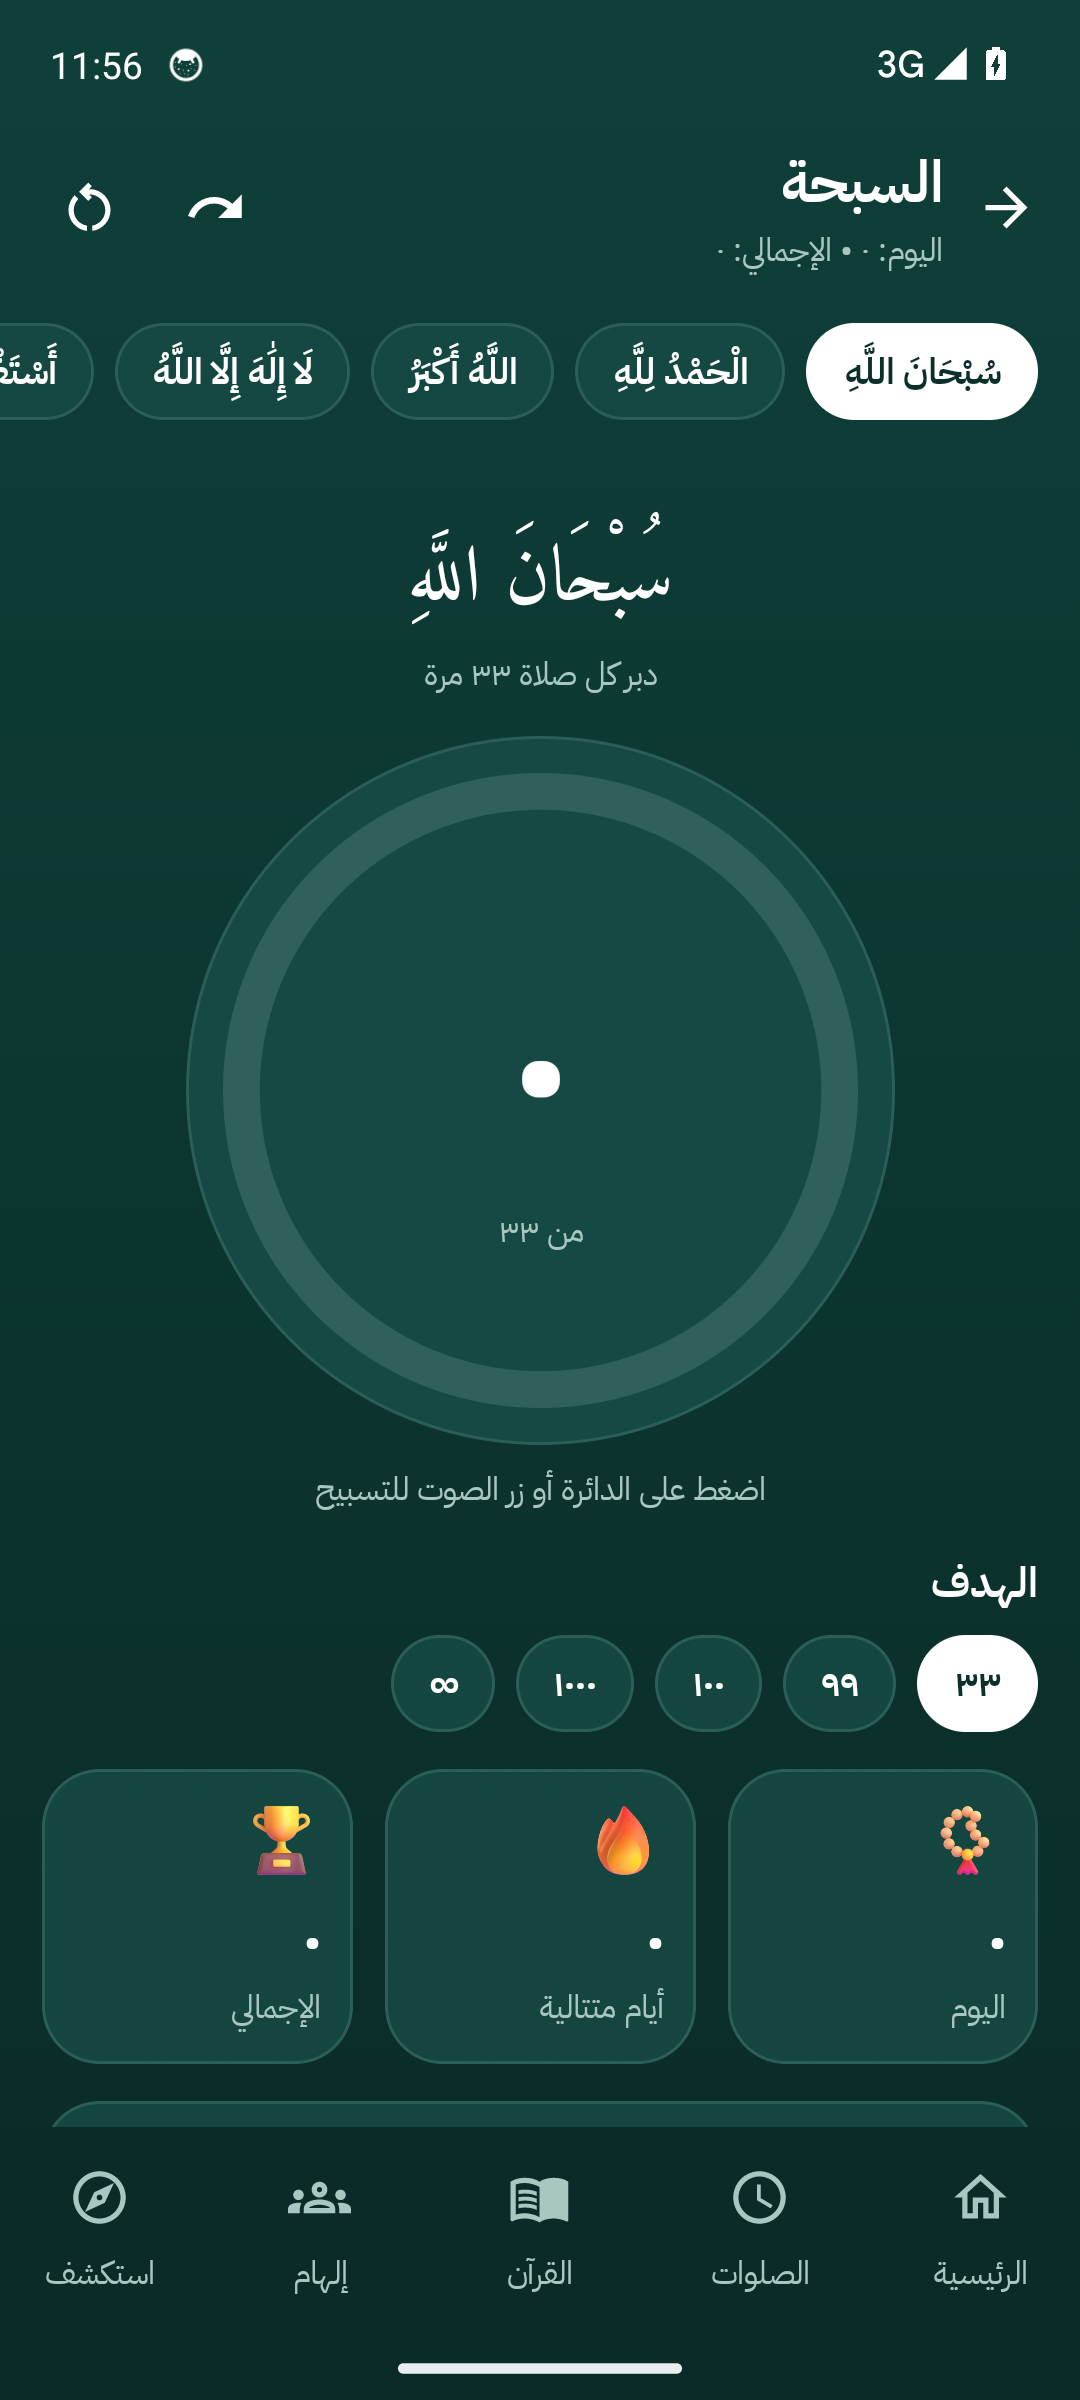 11:56
3G
السبحة
اليوم: ٠ • الإجمالي: ٠
سُبْحَانَ اللَّهِ
الْحَمْدُ لِلَّهِ
اللَّهُ أَكْبَرُ
لَا إِلَٰهَ إِلَّا اللَّهُ
سُبْحَانَ اللَّهِ
دبر كل صلاة ٣٣ مرة
٠
من ٣٣
اضغط على الدائرة أو زر الصوت للتسبيح
الهدف
٣٣
٩٩
١٠٠
١٠٠٠
∞
٠
اليوم
٠
أيام متتالية
٠
الإجمالي
الرئيسية
الصلوات
القرآن
إلهام
استكشف